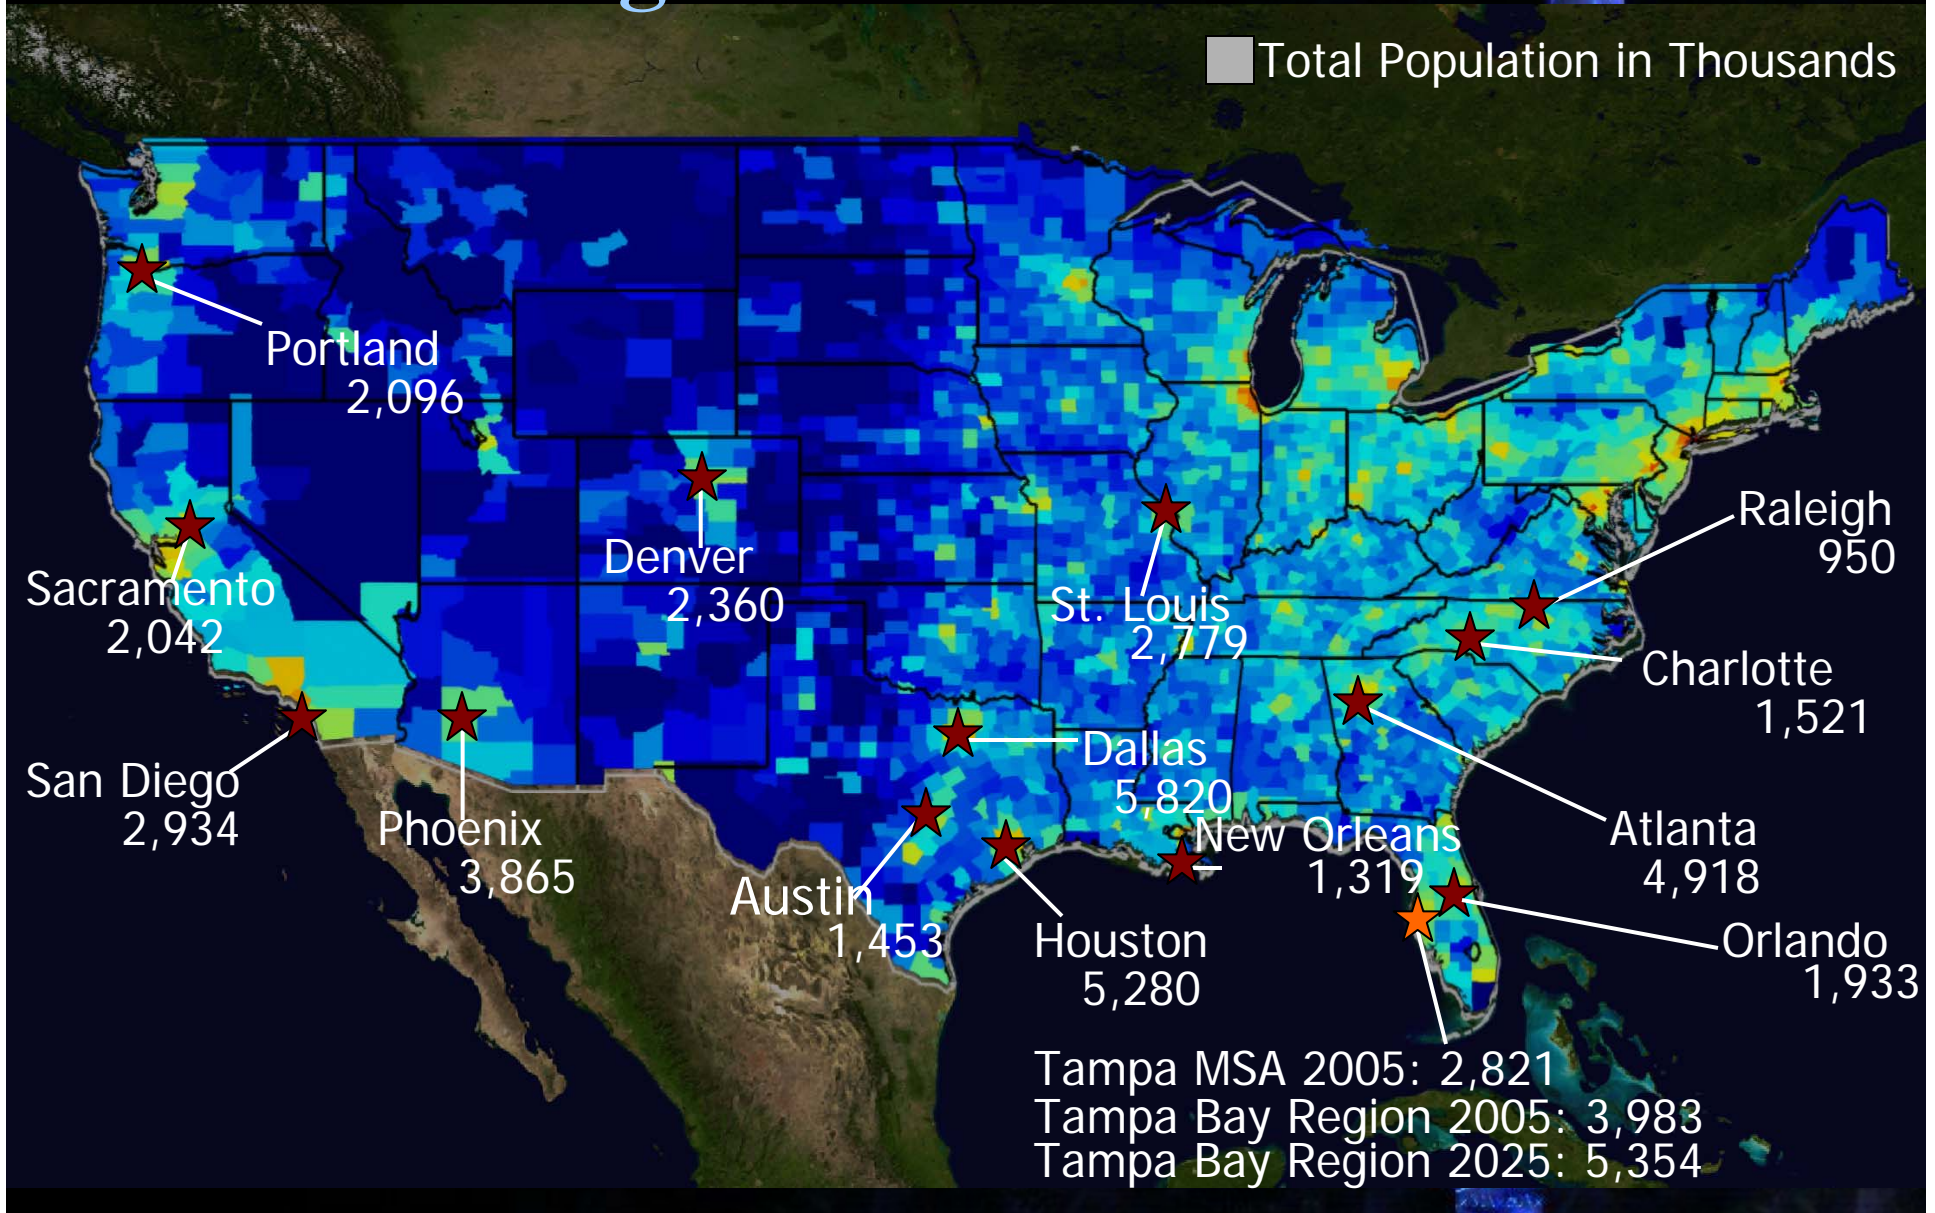 Total Population in Thousands
Portland
2,096
Raleigh
950
Denver
2,360
Sacramento
2,042
St. Louis
2,779
Charlotte
1,521
Dallas
5,820
San Diego
2,934
Phoenix
3,865
New Orleans
1,319
Atlanta
4,918
Austin
1,453
Houston
5,280
Orlando
1,933
Tampa MSA 2005: 2,821
Tampa Bay Region 2005: 3,983
Tampa Bay Region 2025: 5,354